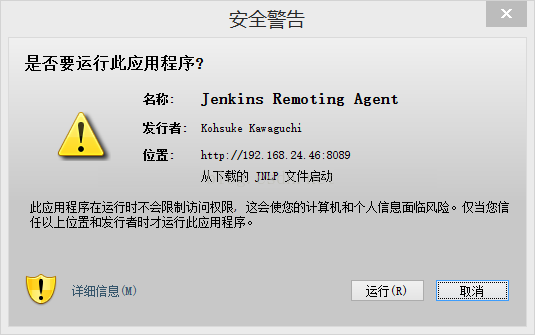 安全警告
是否要运行此应用程序?
名称: Jenkins Remoting Agent
发行者: Kohsuke Kawaguchi
位置: http://192.168.24.46:8089
从下载的 JNLP 文件启动
此应用程序在运行时不会限制访问权限, 这会使您的计算机和个人信息面临风险。仅当您信
任以上位置和发行者时才运行此应用程序。
详细信息(M)
运行(R)
取消